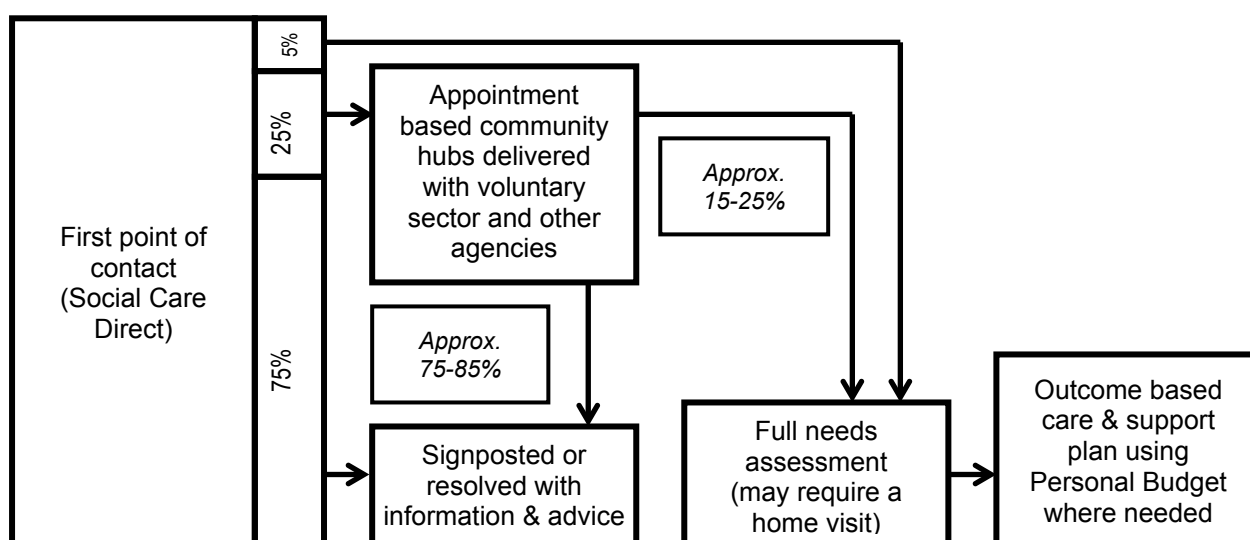 First point of
contact
(Social Care
Direct)
5%
25%
75%
Appointment
based community
hubs delivered
with voluntary
sector and other
agencies
Approx.
15-25%
Approx.
75-85%
Signposted or
resolved with
information & advice
Full needs
assessment
(may require a
home visit)
Outcome based
care & support
plan using
Personal Budget
where needed